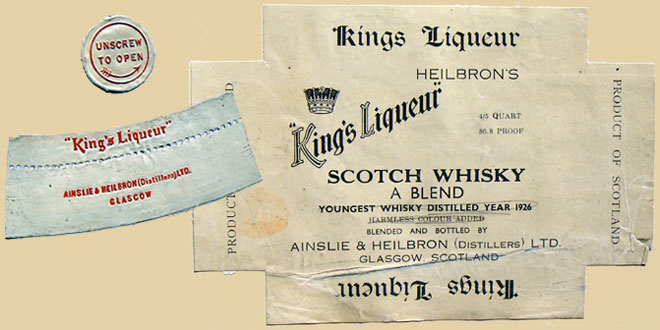 UNSCREW
TO OPEN
"King's Liqueur"
AINSLIE & HEILBRON (Distillers) LTD.
GLASGOW
Kings Liqueur
HEILBRON'S
"King's Liqueur"
4/5 QUART
86.8 PROOF
SCOTCH WHISKY
A BLEND
YOUNGEST WHISKY DISTILLED YEAR 1926
HARMLESS COLOUR ADDED
BLENDED AND BOTTLED BY
AINSLIE & HEILBRON (DISTILLERS) LTD.
GLASGOW, SCOTLAND
Kings Liqueur
PRODUCT D
PRODUCT OF SCOTLAND